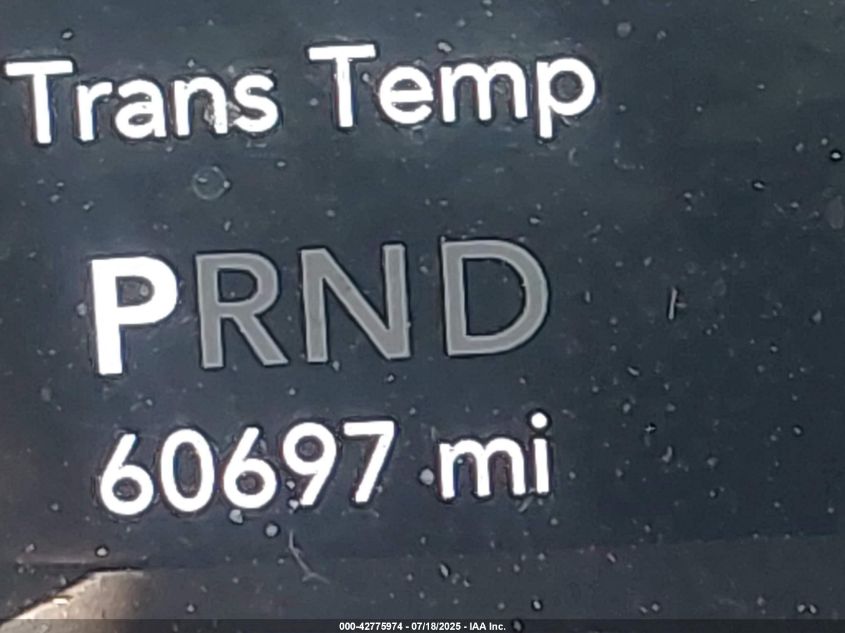 Trans Temp
PRND
60697 mi
000-42775974 - 07/18/2025 - IAA Inc.